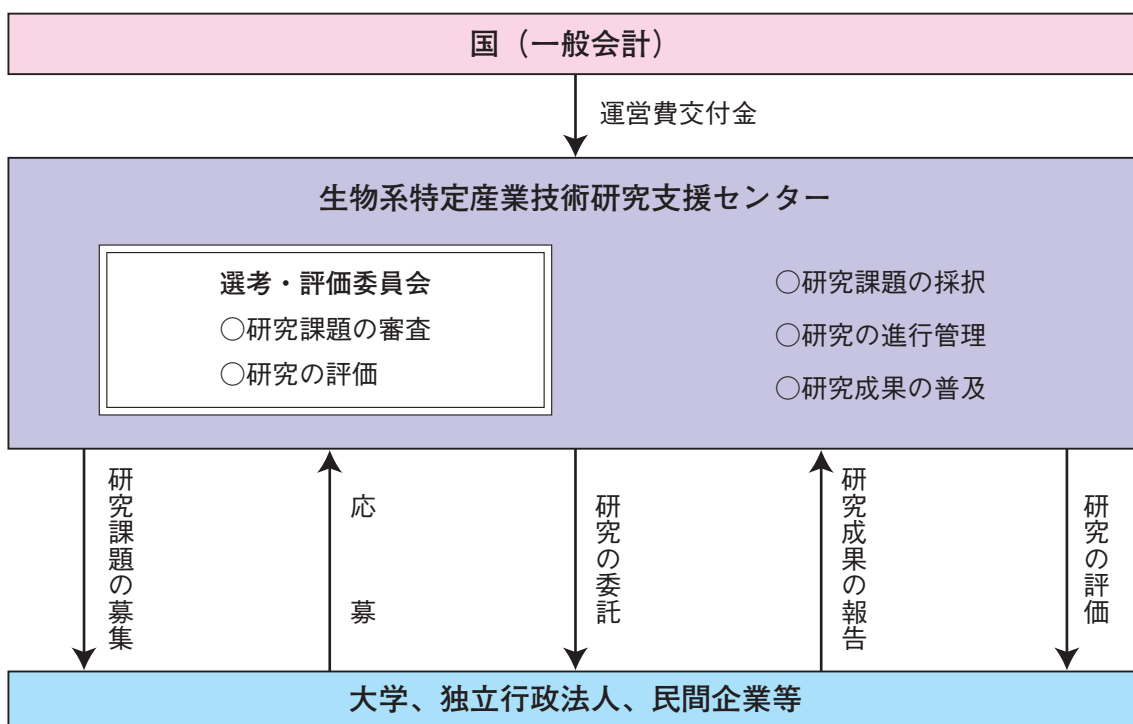 国（一般会計）
運営費交付金
生物系特定産業技術研究支援センター
選考・評価委員会
○研究課題の審査
○研究の評価
○研究課題の採択
○研究の進行管理
○研究成果の普及
研究課題の募集
応募
研究の委託
研究成果の報告
研究の評価
大学、独立行政法人、民間企業等